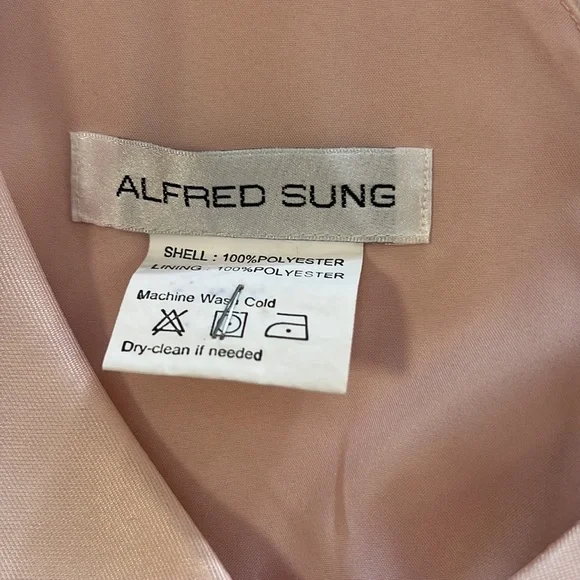 ALFRED SUNG
SHELL : 100%POLYESTER
LINING : 100%POLYESTER
Machine Wash Cold
Dry-clean if needed